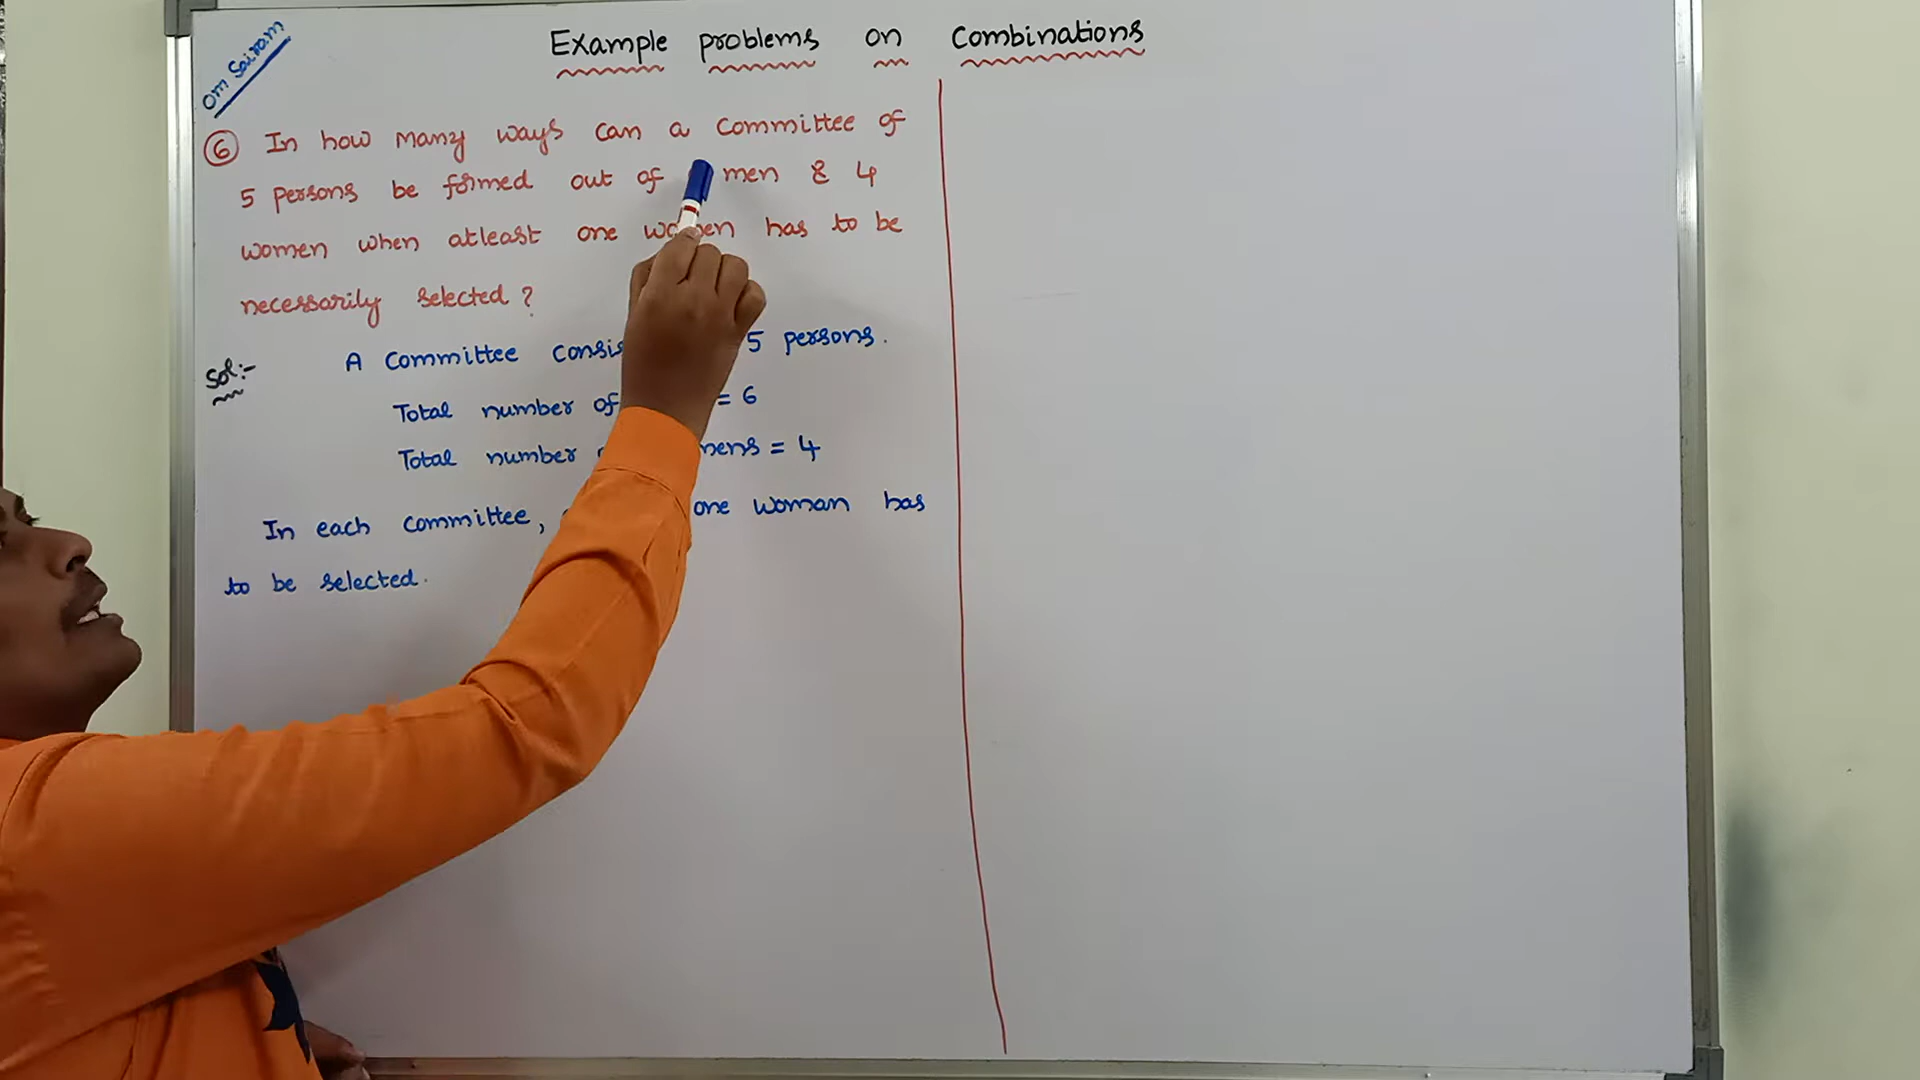 Om Sairam
Example problems on Combinations
6 In how many ways can a Committee of
5 persons be formed out of men & 4
women when atleast one women has to be
necessarily selected ?
Sol:-
A Committee 5 persons.
Total number of = 6
Total number = 4
In each committee, one woman has
to be selected.